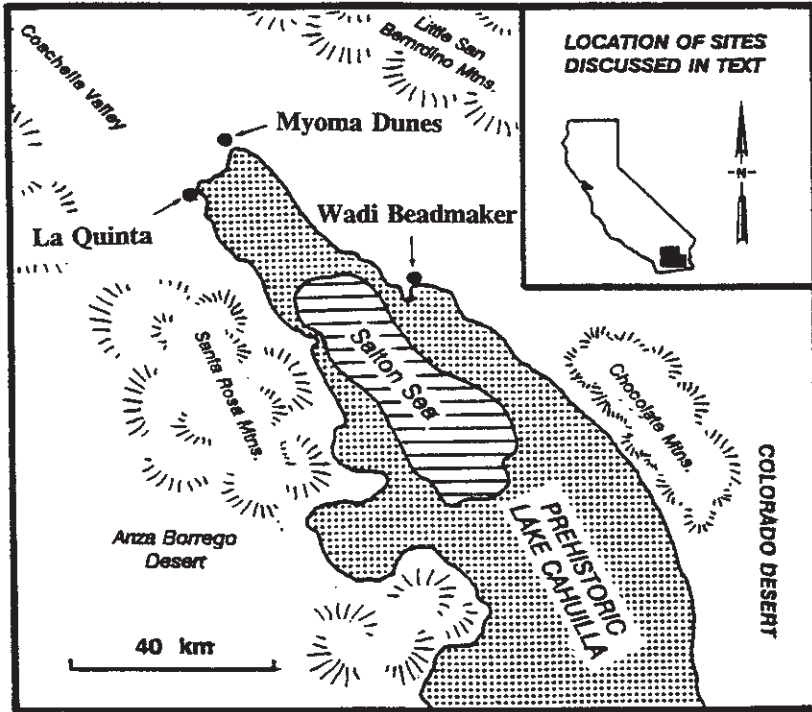 Coachella Valley
Little San
Bernrdino Mtns.
LOCATION OF SITES
DISCUSSED IN TEXT
N
Myoma Dunes
La Quinta
Wadi Beadmaker
Salton Sea
Santa Rosa Mtns.
Chocolate Mtns.
COLORADO DESERT
Anza Borrego
Desert
PREHISTORIC
LAKE CAHUILLA
40 km